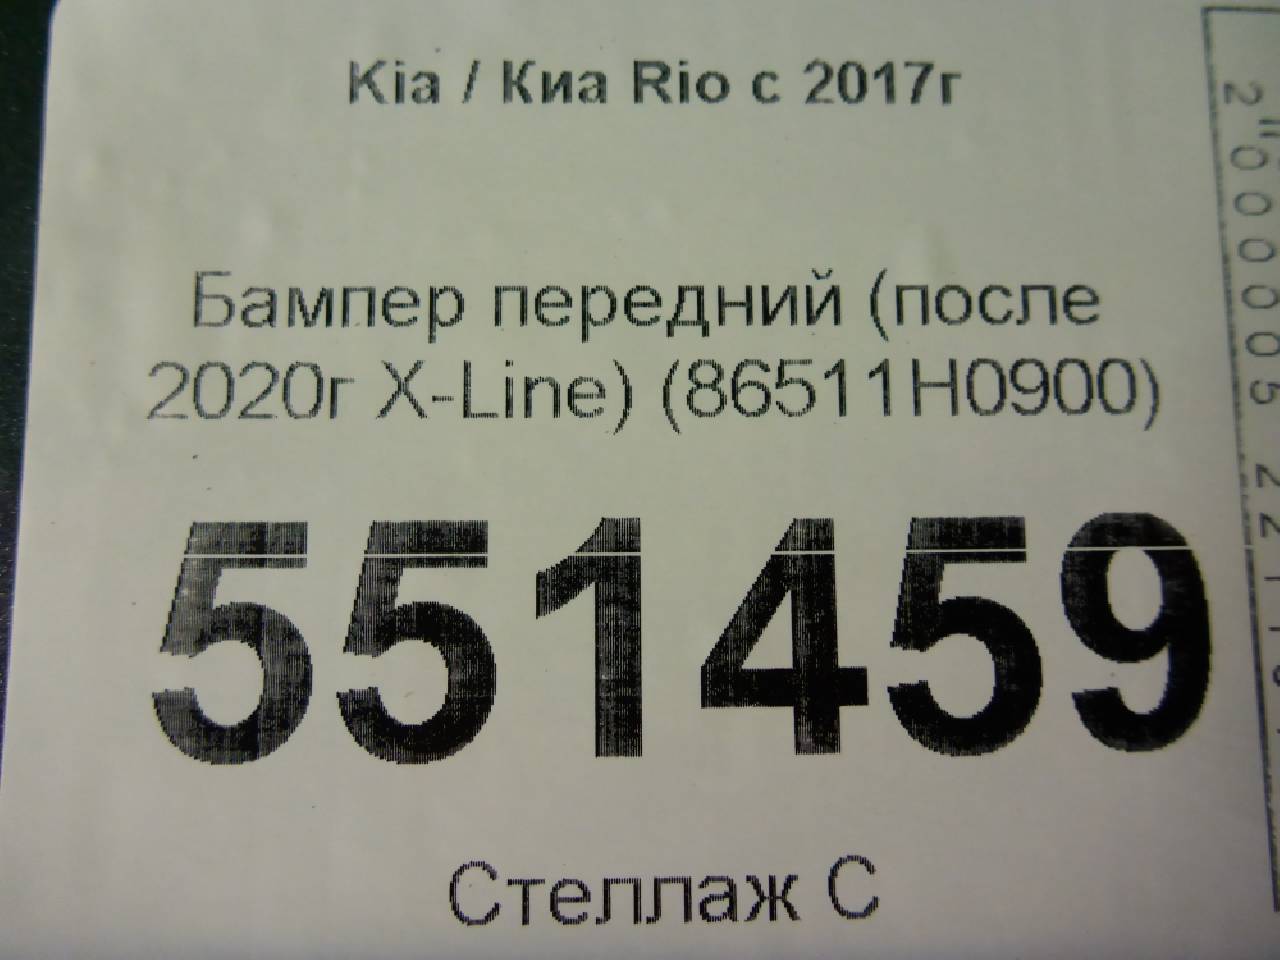 Kia / Киа Rio с 2017г
Бампер передний (после
2020г X-Line) (86511H0900)
551459
Стеллаж С